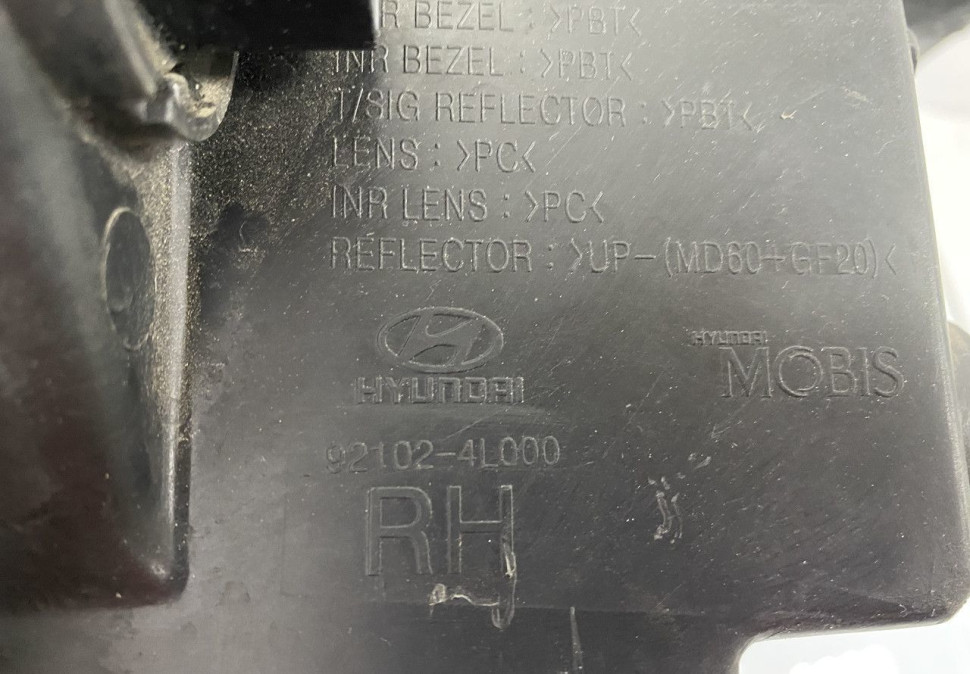 R BEZEL : >PBT<
INR BEZEL : >PBT<
T/SIG REFLECTOR : >PBT<
LENS : >PC<
INR LENS : >PC<
REFLECTOR : >UP-(MD60+GF20)<
HYUNDAI
HYUNDAI
MOBIS
92102-4L000
RH